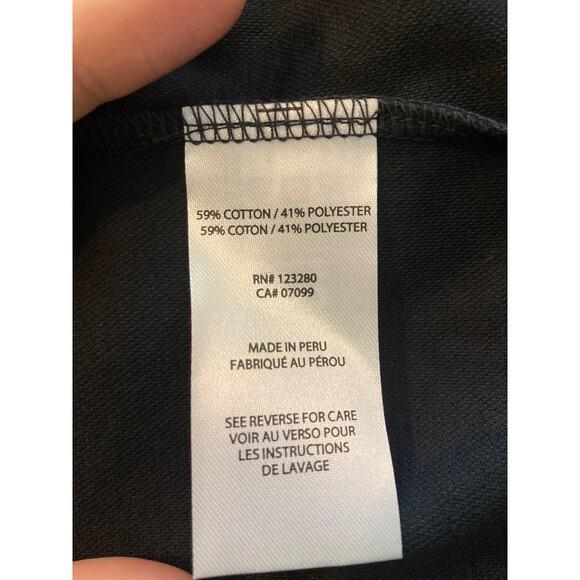 59% COTTON / 41% POLYESTER
59% COTON / 41% POLYESTER
RN# 123280
CA# 07099
MADE IN PERU
FABRIQUÉ AU PÉROU
SEE REVERSE FOR CARE
VOIR AU VERSO POUR
LES INSTRUCTIONS
DE LAVAGE